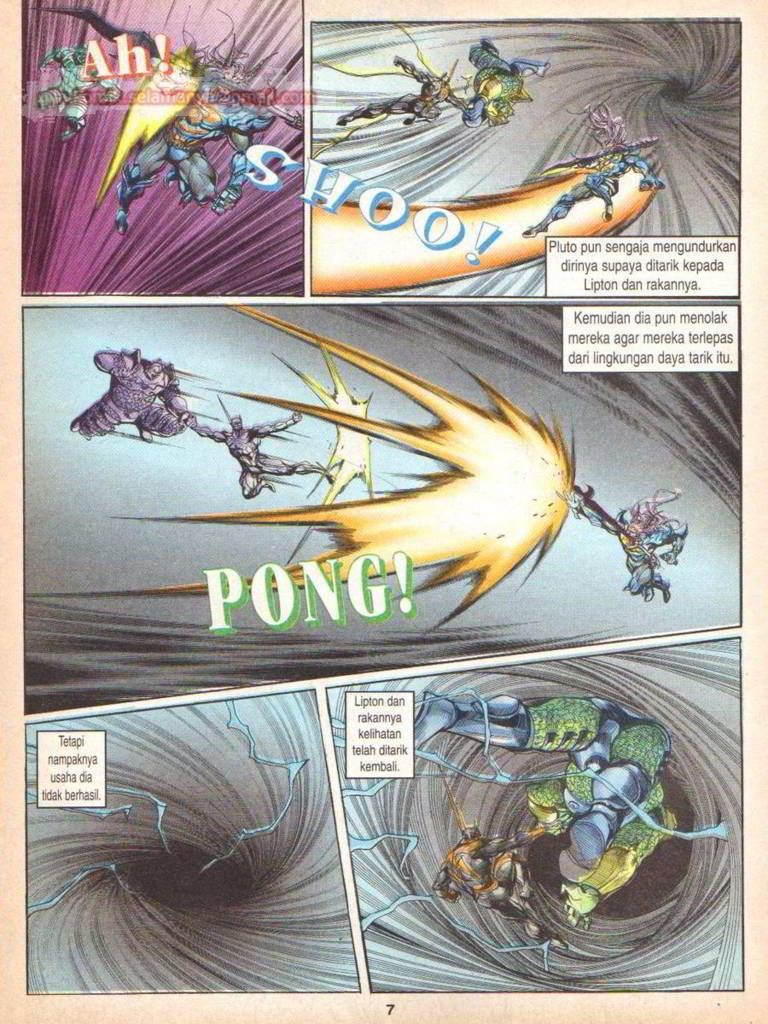 Ah!
SHOO!
Pluto pun sengaja mengundurkan
dirinya supaya ditarik kepada
Lipton dan rakannya.
Kemudian dia pun menolak
mereka agar mereka terlepas
dari lingkungan daya tarik itu.
PONG!
Tetapi
nampaknya
usaha dia
tidak berhasil.
Lipton dan
rakannya
kelihatan
telah ditarik
kembali.
7